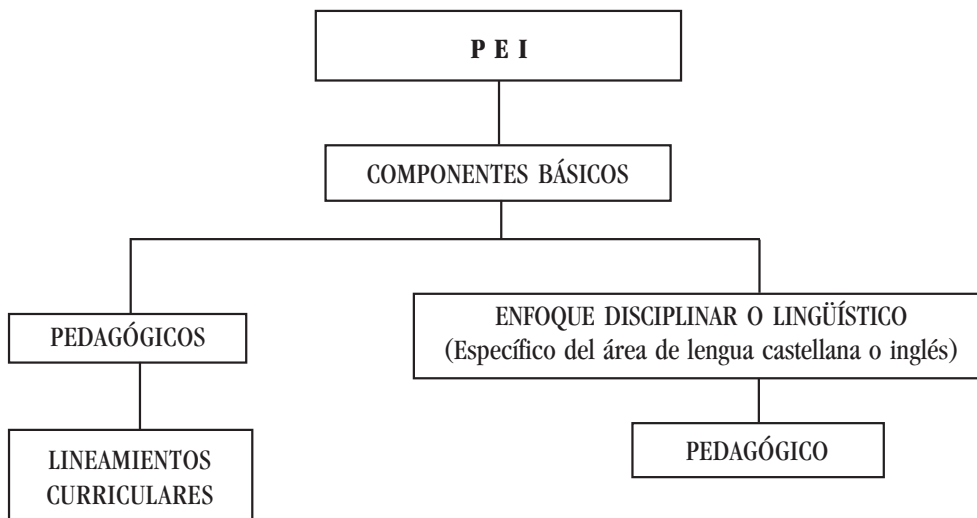 P E I
COMPONENTES BÁSICOS
PEDAGÓGICOS
ENFOQUE DISCIPLINAR O LINGÜÍSTICO
(Específico del área de lengua castellana o inglés)
LINEAMIENTOS
CURRICULARES
PEDAGÓGICO